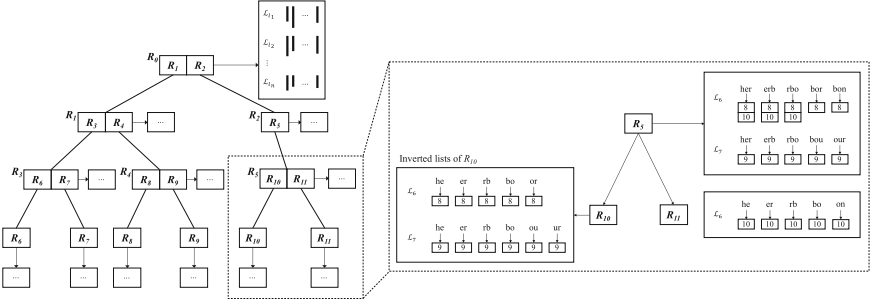 R0 R1 R2
ℒl1 ...
ℒl2 ...
⋮
ℒln ...
R1 R3 R4 ...
R2 R5 ...
R3 R6 R7 ...
R4 R8 R9 ...
R5 R10 R11 ...
R6 R7 R8 R9 R10 R11
... ... ... ... ... ...
Inverted lists of R10
ℒ6 he er rb bo or
8 8 8 8 8
ℒ7 he er rb bo ou ur
9 9 9 9 9 9
R5
R10 R11
ℒ6 her erb rbo bor bon
8 8 8 8 8
10 10 10
ℒ7 her erb rbo bou our
9 9 9 9 9
ℒ6 he er rb bo on
10 10 10 10 10